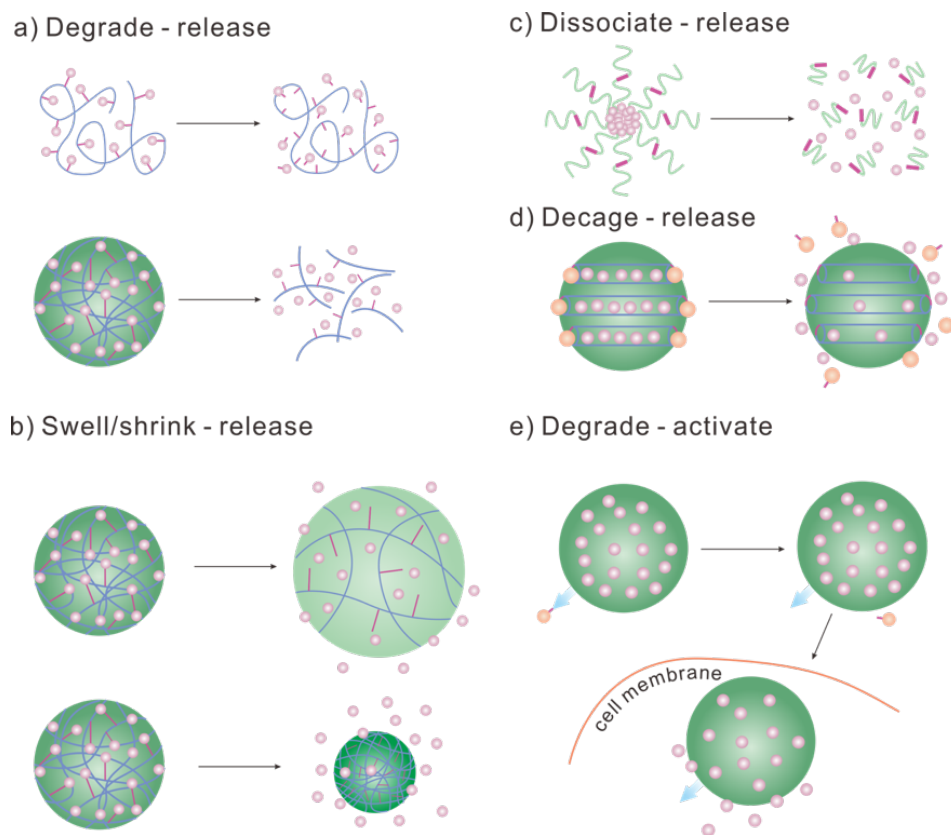 a) Degrade - release
b) Swell/shrink - release
c) Dissociate - release
d) Decage - release
e) Degrade - activate
cell membrane